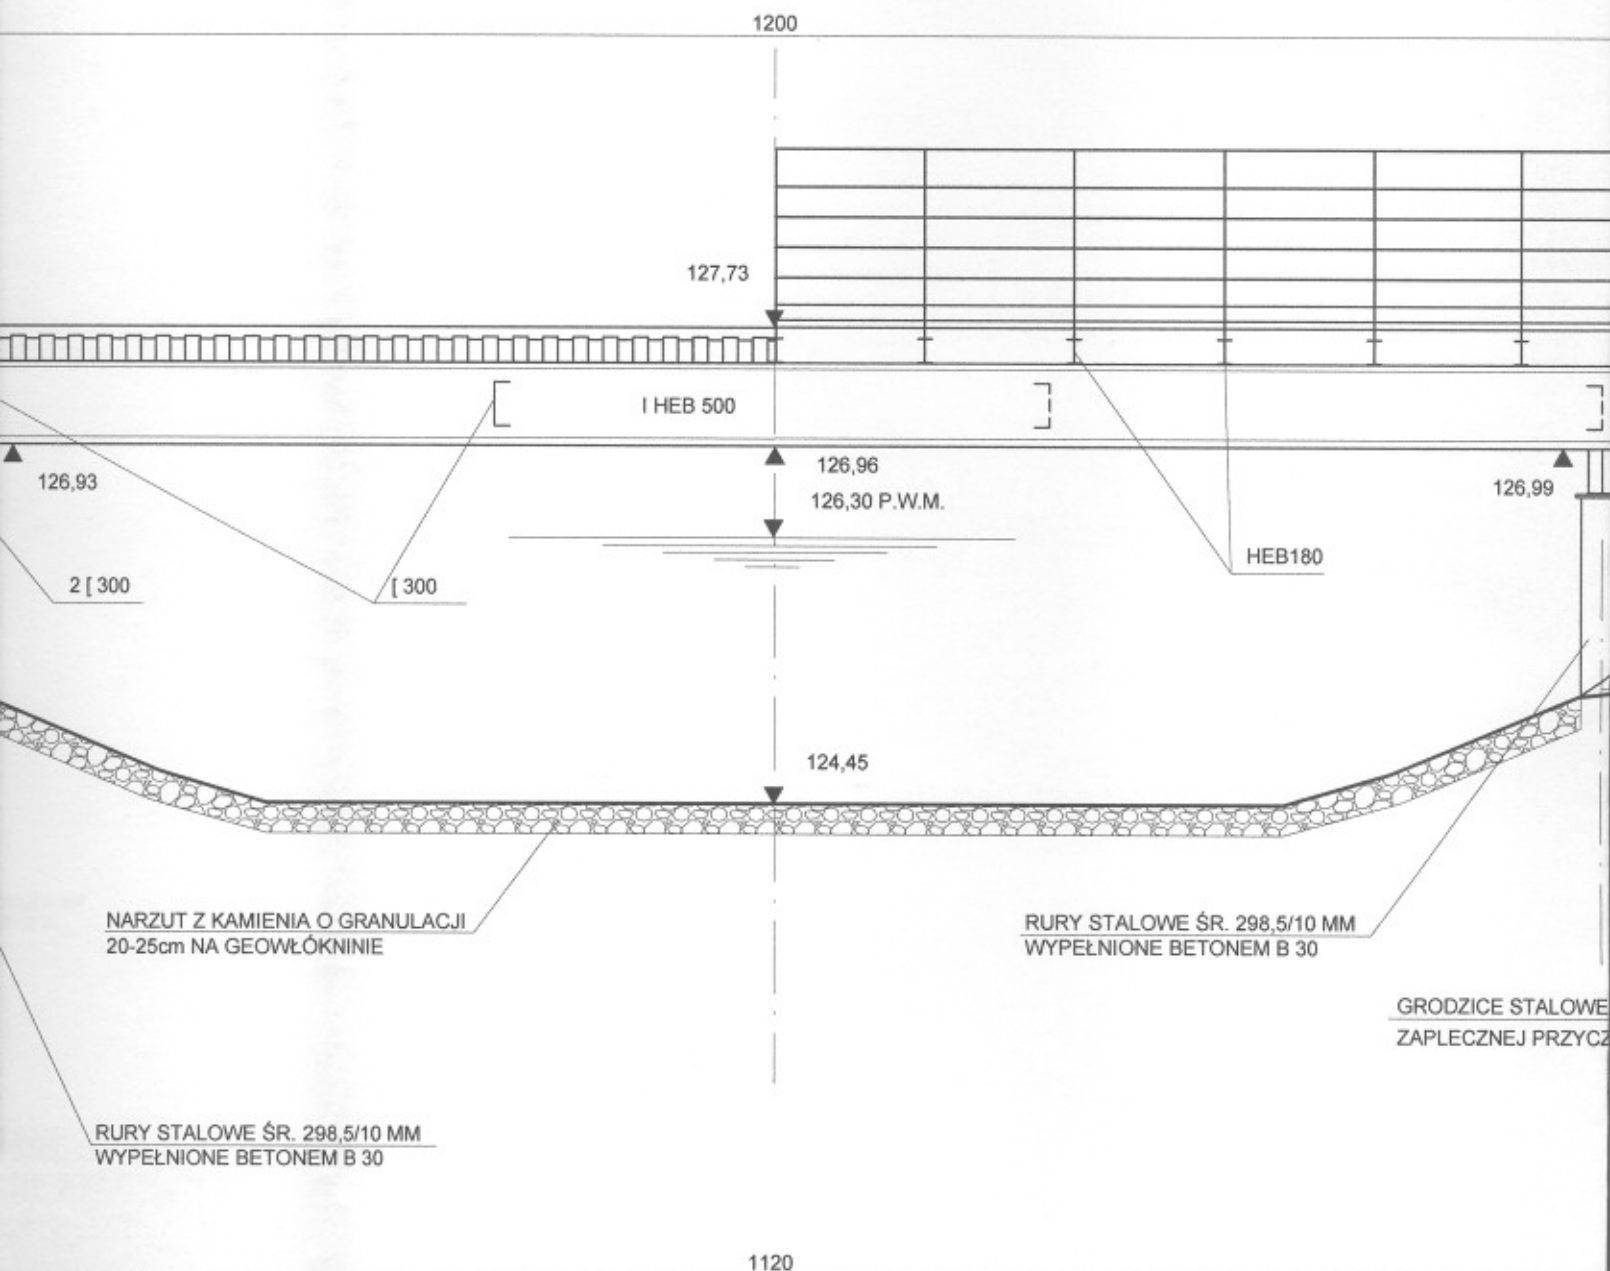 1200
127,73
I HEB 500
126,93
126,96
126,99
126,30 P.W.M.
HEB180
2 [ 300
[ 300
124,45
NARZUT Z KAMIENIA O GRANULACJI
20-25cm NA GEOWŁÓKNINIE
RURY STALOWE ŚR. 298,5/10 MM
WYPEŁNIONE BETONEM B 30
GRODZICE STALOWE
ZAPLECZNEJ PRZYCZ
RURY STALOWE ŚR. 298,5/10 MM
WYPEŁNIONE BETONEM B 30
1120